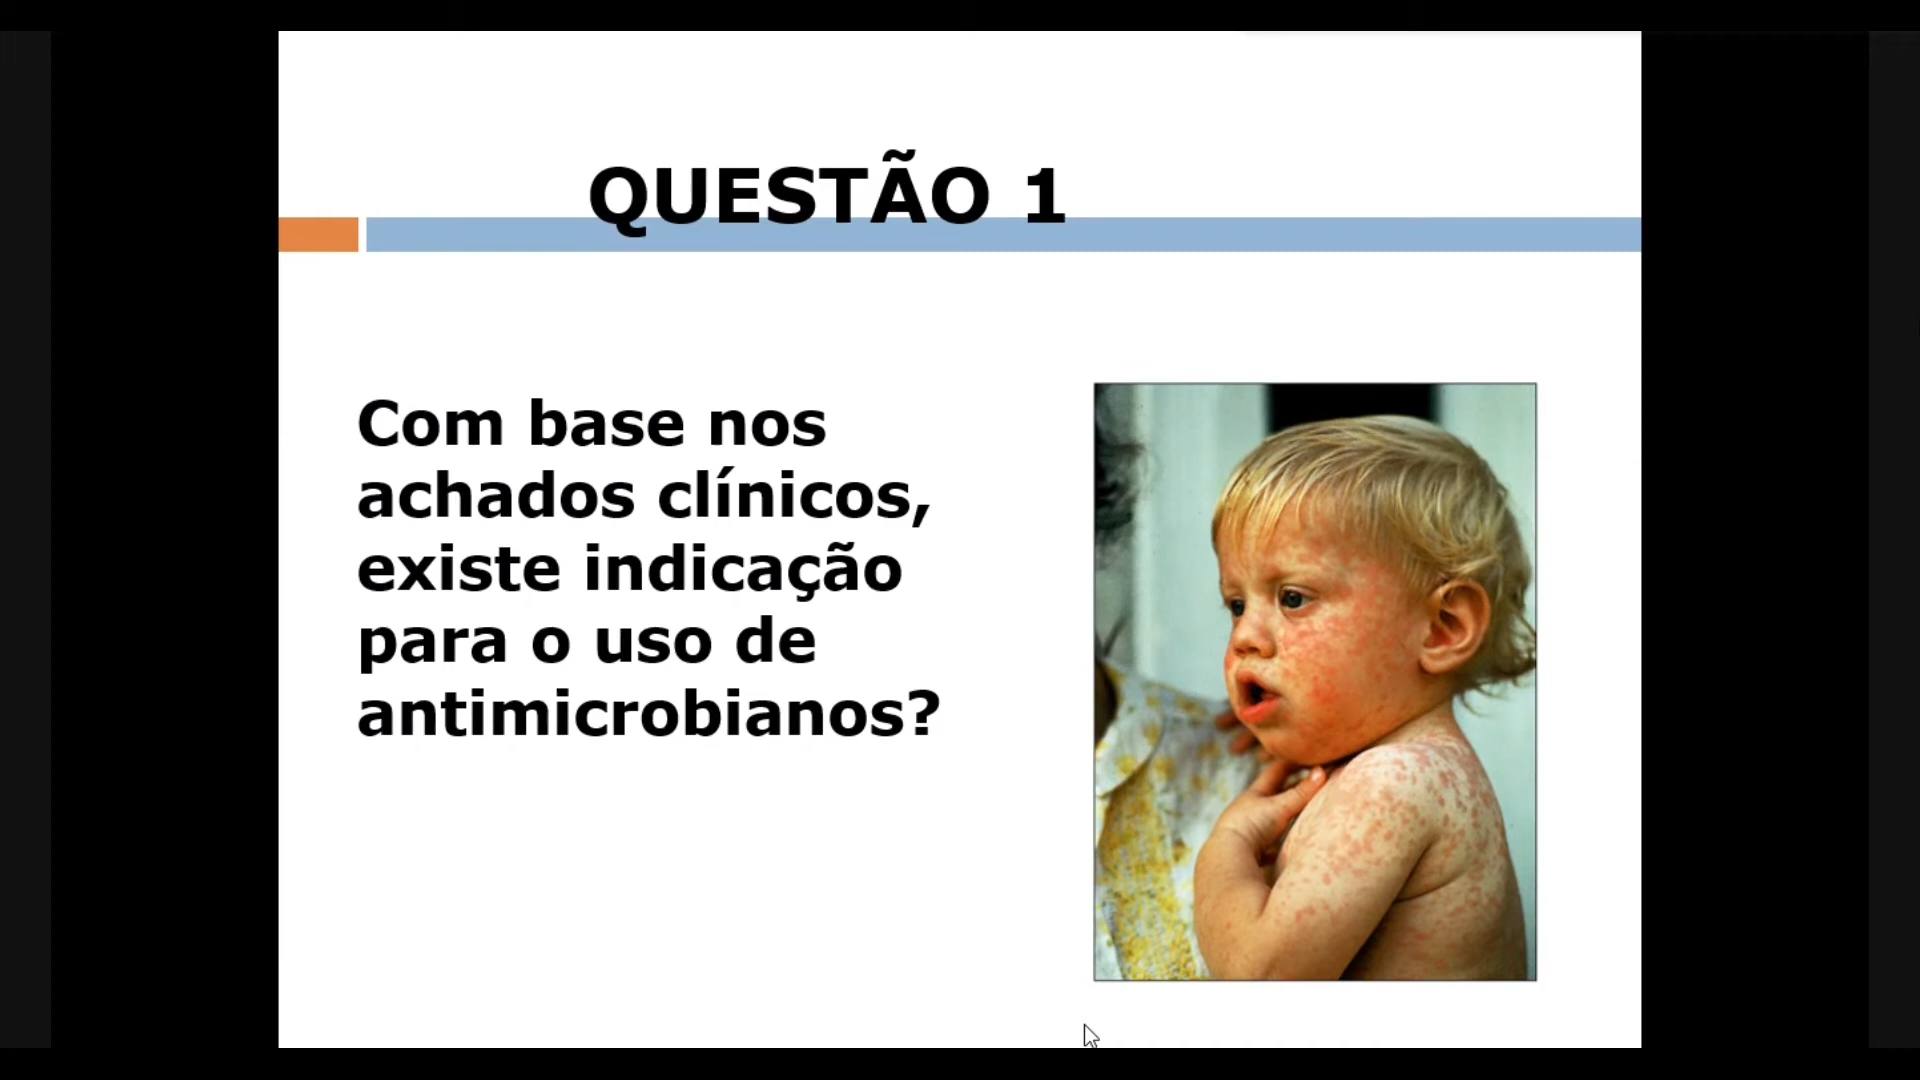 QUESTÃO 1
Com base nos
achados clínicos,
existe indicação
para o uso de
antimicrobianos?